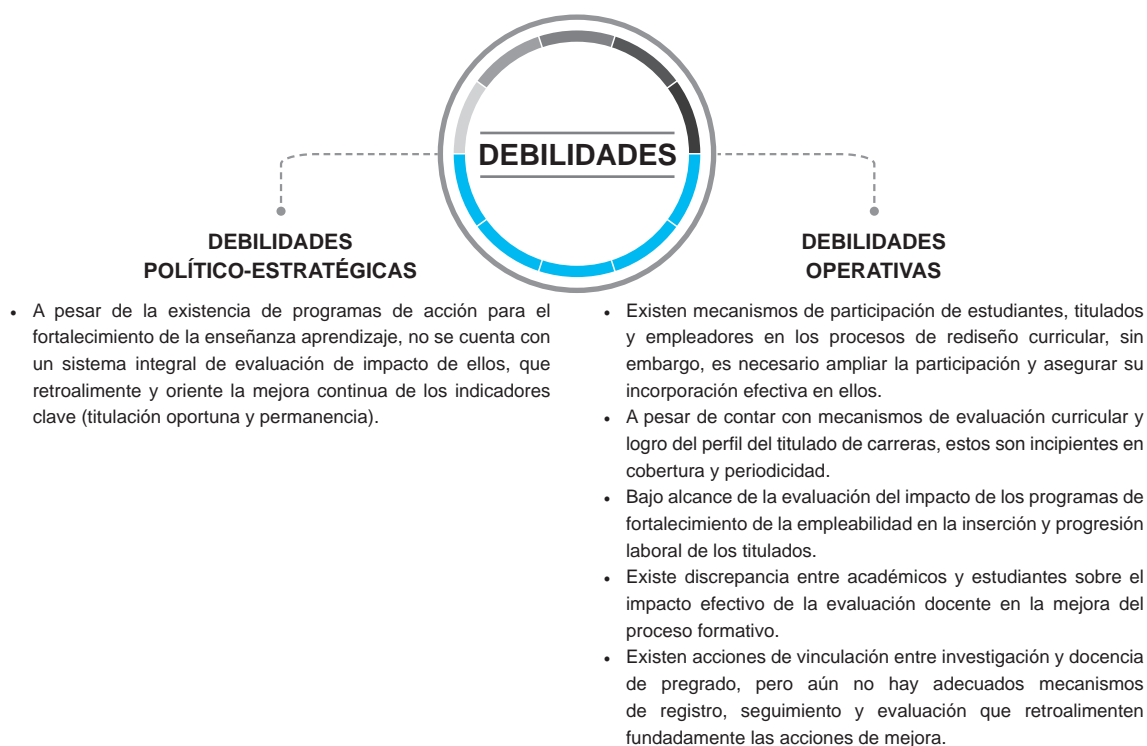 DEBILIDADES
DEBILIDADES
POLÍTICO-ESTRATÉGICAS
• A pesar de la existencia de programas de acción para el
fortalecimiento de la enseñanza aprendizaje, no se cuenta con
un sistema integral de evaluación de impacto de ellos, que
retroalimente y oriente la mejora continua de los indicadores
clave (titulación oportuna y permanencia).
DEBILIDADES
OPERATIVAS
• Existen mecanismos de participación de estudiantes, titulados
y empleadores en los procesos de rediseño curricular, sin
embargo, es necesario ampliar la participación y asegurar su
incorporación efectiva en ellos.
• A pesar de contar con mecanismos de evaluación curricular y
logro del perfil del titulado de carreras, estos son incipientes en
cobertura y periodicidad.
• Bajo alcance de la evaluación del impacto de los programas de
fortalecimiento de la empleabilidad en la inserción y progresión
laboral de los titulados.
• Existe discrepancia entre académicos y estudiantes sobre el
impacto efectivo de la evaluación docente en la mejora del
proceso formativo.
• Existen acciones de vinculación entre investigación y docencia
de pregrado, pero aún no hay adecuados mecanismos
de registro, seguimiento y evaluación que retroalimenten
fundadamente las acciones de mejora.